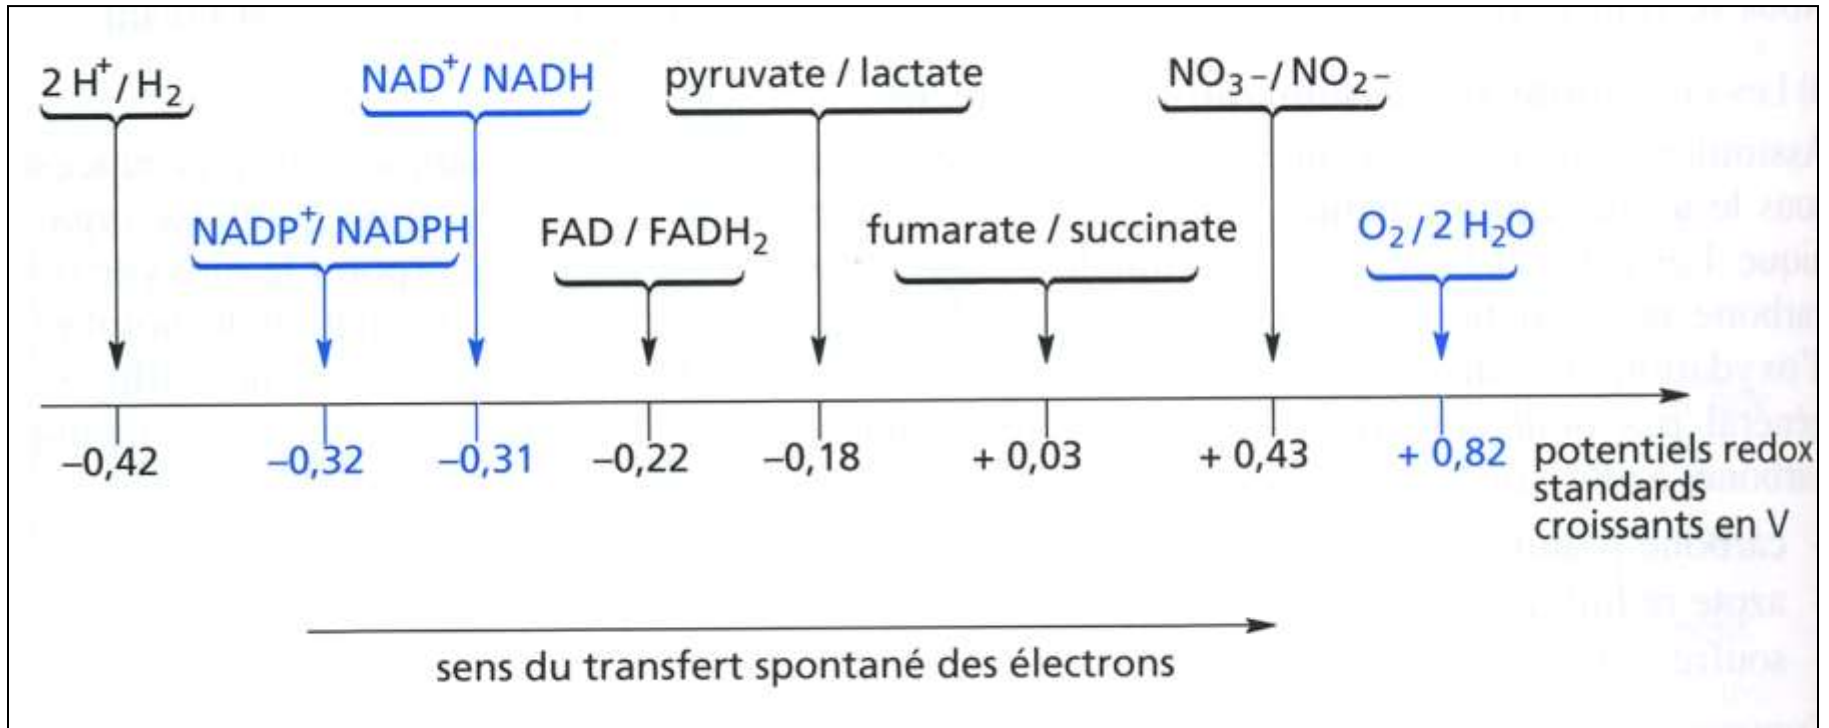 2 H⁺/H₂
NAD⁺/ NADH
pyruvate / lactate
NO₃-/ NO₂-
NADP⁺/ NADPH
FAD / FADH₂
fumarate / succinate
O₂ / 2 H₂O
–0,42
–0,32
–0,31
–0,22
–0,18
+ 0,03
+ 0,43
+ 0,82
potentiels redox
standards
croissants en V
sens du transfert spontané des électrons